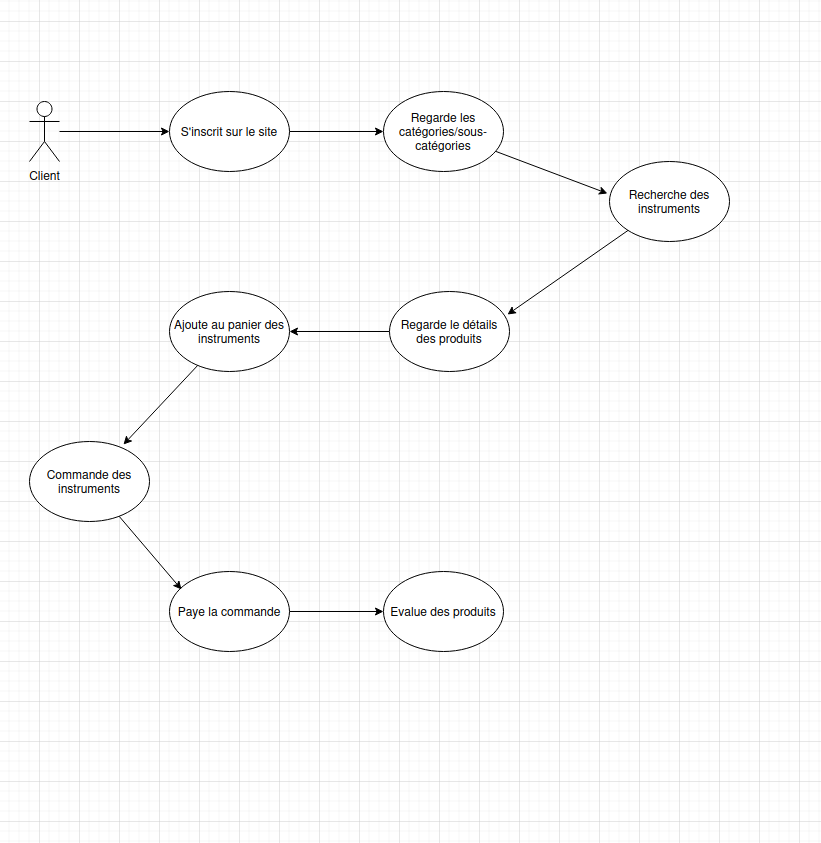 Client
S'inscrit sur le site
Regarde les
catégories/sous-
catégories
Recherche des
instruments
Regarde le détails
des produits
Ajoute au panier des
instruments
Commande des
instruments
Paye la commande
Evalue des produits